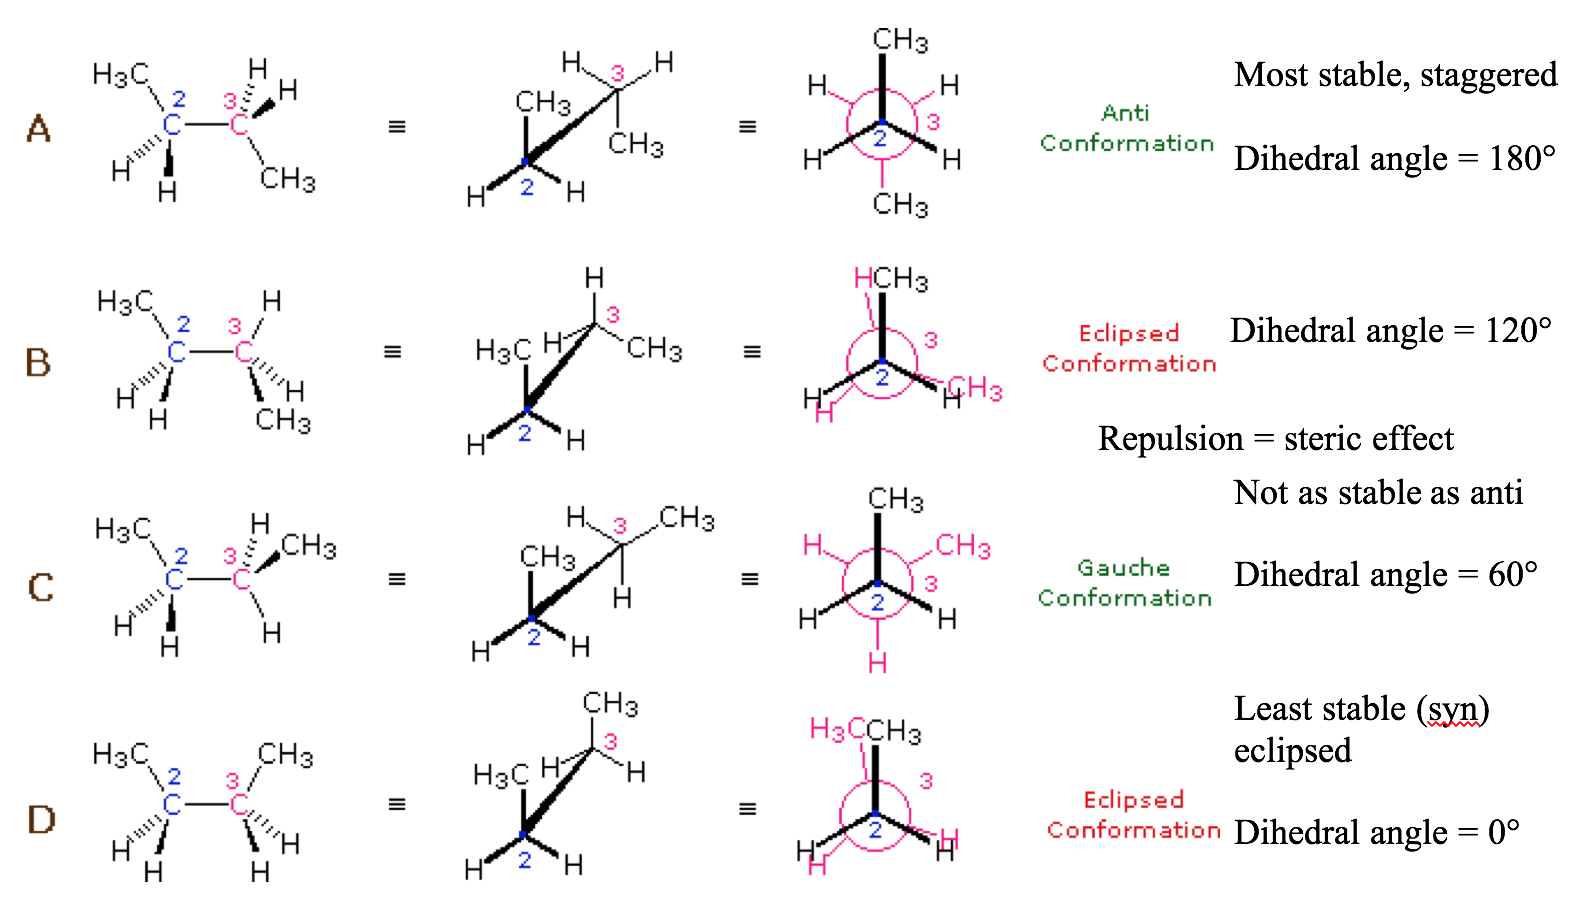 H₃C
2
3
H
H
A
C
C
H
H
CH₃
≡
H
3
H
CH₃
CH₃
H
2
H
≡
CH₃
H
H
3
2
H
H
CH₃
Anti
Conformation
Most stable, staggered
Dihedral angle = 180°
H₃C
2
3
H
B
C
C
H
H
H
CH₃
≡
H
3
H₃C
H
CH₃
H
2
H
≡
H
CH₃
3
2
H
H
H
CH₃
Eclipsed
Conformation
Dihedral angle = 120°
Repulsion = steric effect
H₃C
2
3
H
CH₃
C
C
C
H
H
H
≡
H
3
CH₃
CH₃
H
H
2
H
≡
CH₃
H
CH₃
3
2
H
H
H
Gauche
Conformation
Not as stable as anti
Dihedral angle = 60°
H₃C
2
3
CH₃
D
C
C
H
H
H
H
≡
CH₃
3
H₃C
H
H
H
2
H
≡
H₃C
CH₃
3
2
H
H
H
H
Eclipsed
Conformation
Least stable (syn)
eclipsed
Dihedral angle = 0°